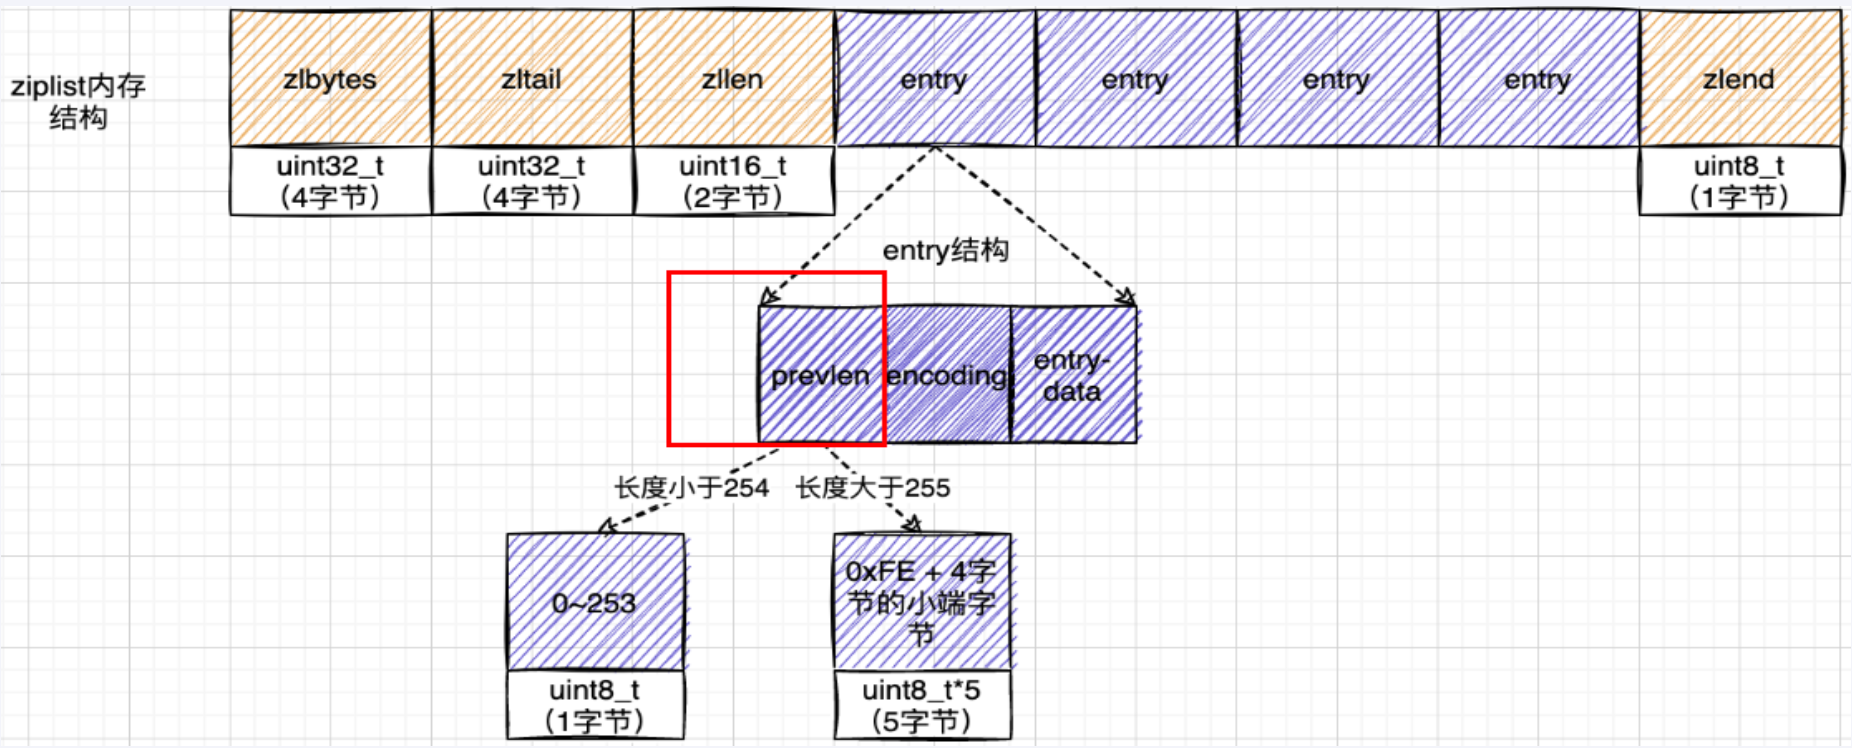 ziplist内存
结构
zlbytes
zltail
zllen
entry
entry
entry
entry
zlend
uint32_t
（4字节）
uint32_t
（4字节）
uint16_t
（2字节）
uint8_t
（1字节）
entry结构
prevlen
encoding
entry-
data
长度小于254
长度大于255
0~253
0xFE + 4字
节的小端字
节
uint8_t
（1字节）
uint8_t*5
（5字节）